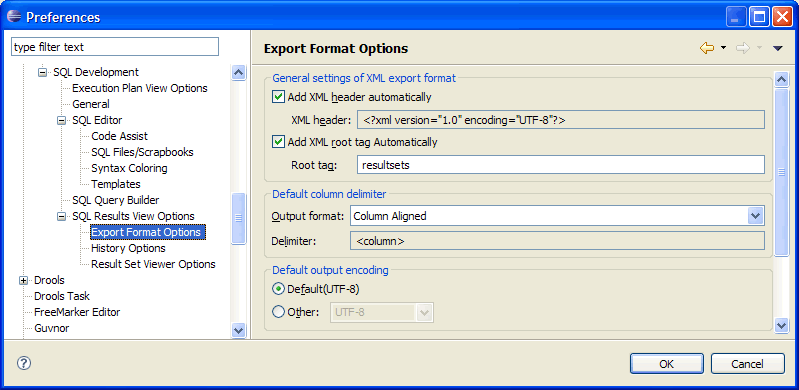 Preferences
type filter text
SQL Development
Execution Plan View Options
General
SQL Editor
Code Assist
SQL Files/Scrapbooks
Syntax Coloring
Templates
SQL Query Builder
SQL Results View Options
Export Format Options
History Options
Result Set Viewer Options
Drools
Drools Task
FreeMarker Editor
Guvnor
Export Format Options
General settings of XML export format
Add XML header automatically
XML header: <?xml version="1.0" encoding="UTF-8"?>
Add XML root tag Automatically
Root tag: resultsets
Default column delimiter
Output format: Column Aligned
Delimiter: <column>
Default output encoding
Default(UTF-8)
Other: UTF-8
?
OK Cancel